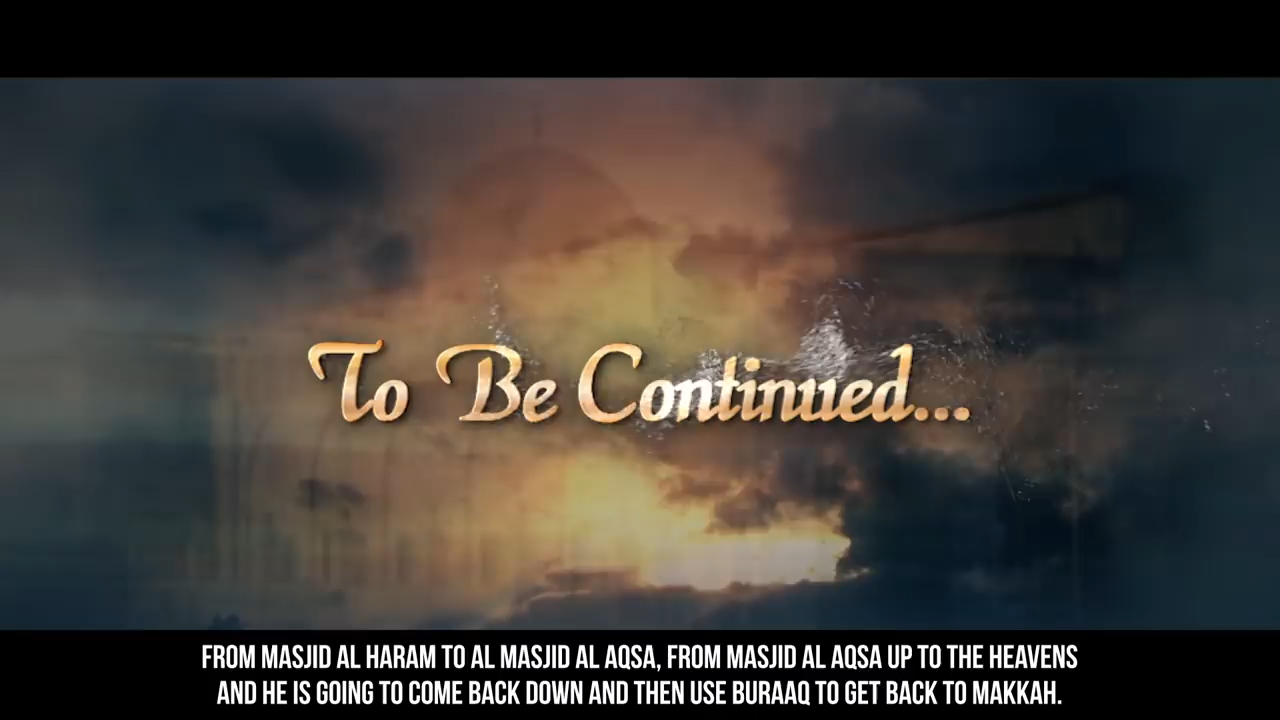 To Be Continued...
FROM MASJID AL HARAM TO AL MASJID AL AQSA, FROM MASJID AL AQSA UP TO THE HEAVENS
AND HE IS GOING TO COME BACK DOWN AND THEN USE BURAAQ TO GET BACK TO MAKKAH.